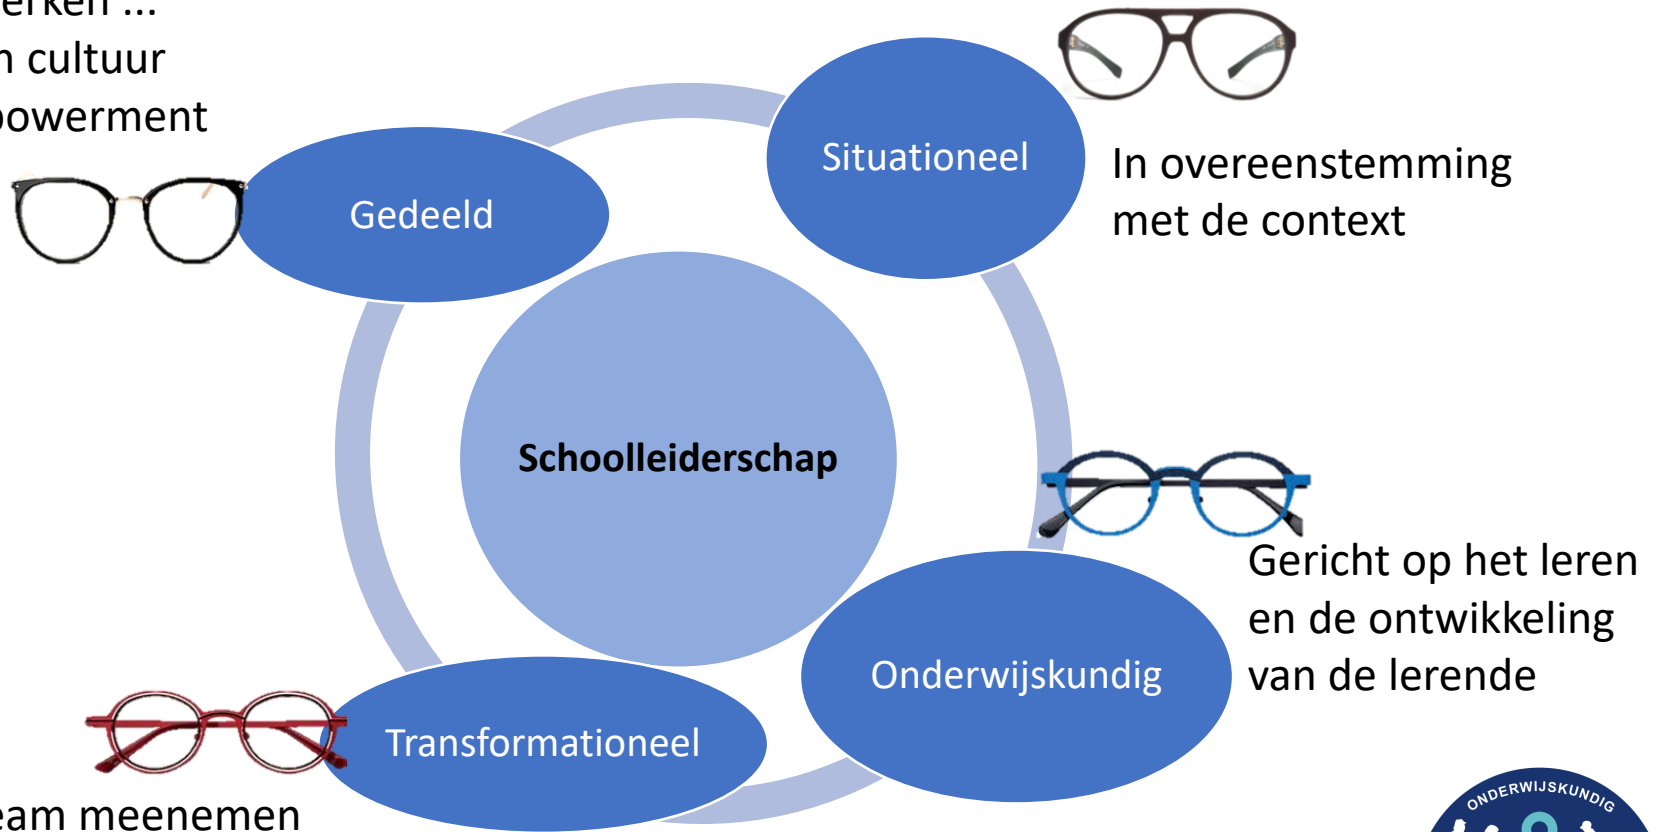 erken ...
n cultuur
powerment
Situationeel
In overeenstemming
met de context
Gedeeld
Schoolleiderschap
Gericht op het leren
en de ontwikkeling
van de lerende
Onderwijskundig
Transformationeel
eam meenemen
ONDERWIJSKUNDIG